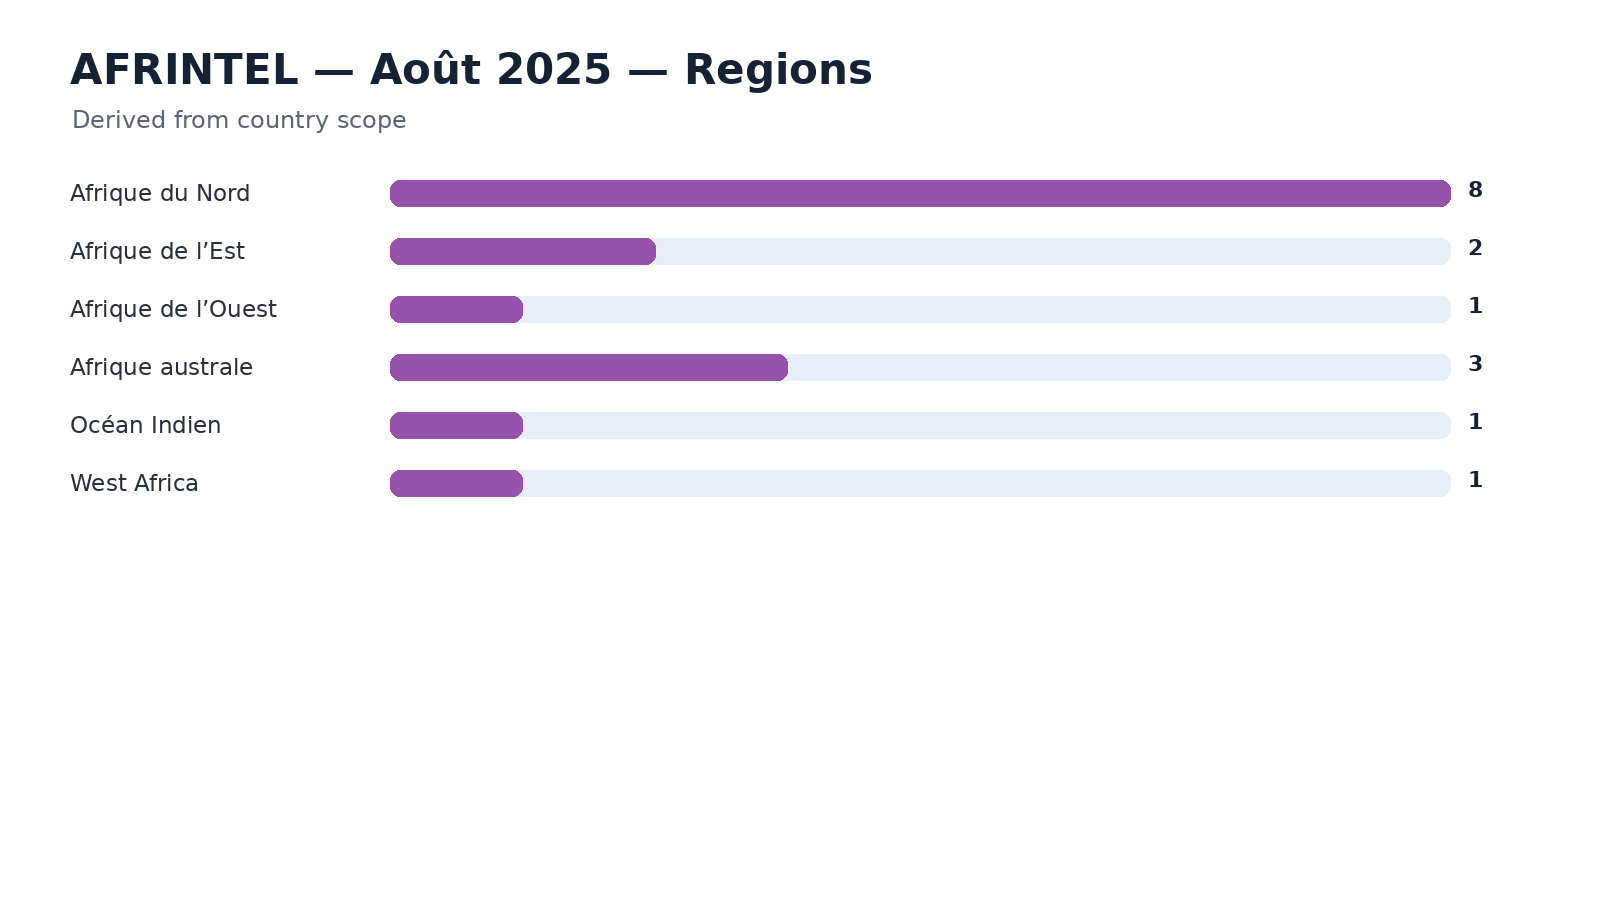 AFRINTEL — Août 2025 — Regions
Derived from country scope
Afrique du Nord 8
Afrique de l’Est 2
Afrique de l’Ouest 1
Afrique australe 3
Océan Indien 1
West Africa 1